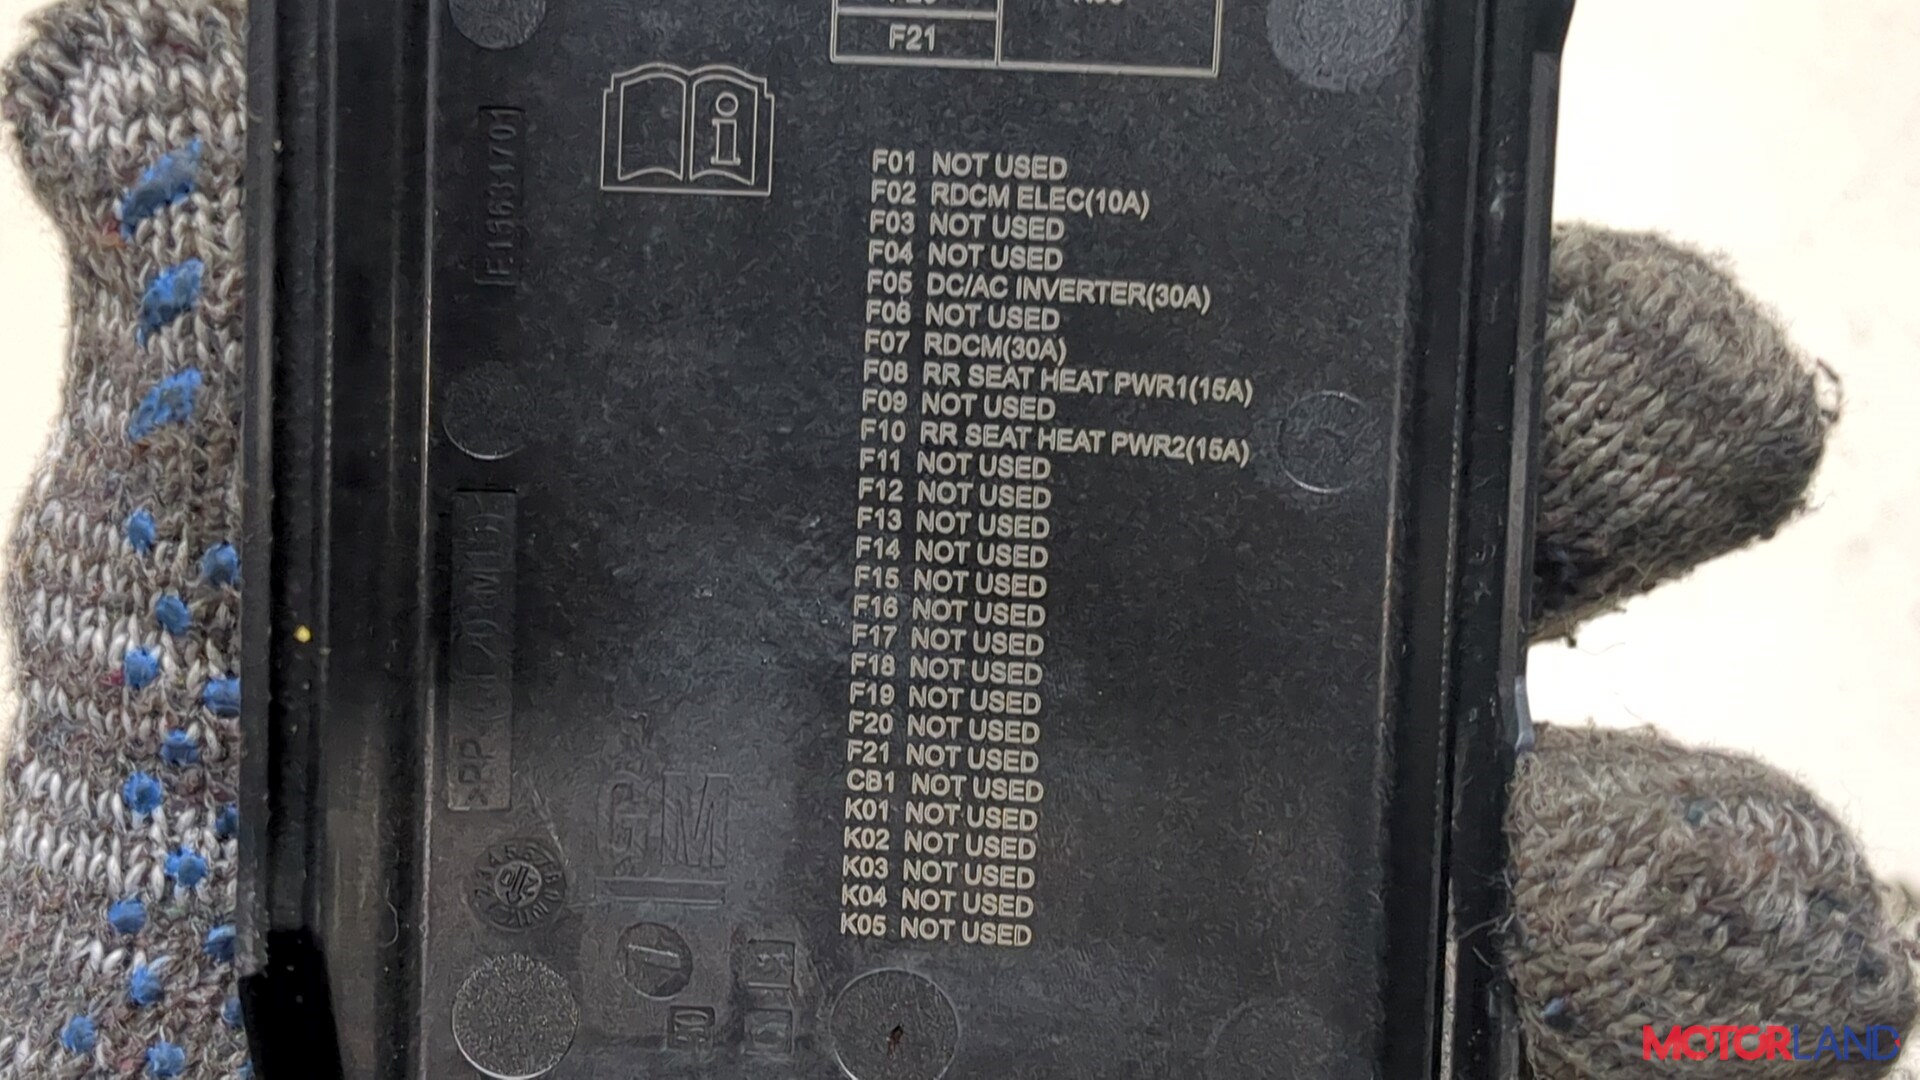 F21
F01 NOT USED
F02 RDCM ELEC(10A)
F03 NOT USED
F04 NOT USED
F05 DC/AC INVERTER(30A)
F06 NOT USED
F07 RDCM(30A)
F08 RR SEAT HEAT PWR1(15A)
F09 NOT USED
F10 RR SEAT HEAT PWR2(15A)
F11 NOT USED
F12 NOT USED
F13 NOT USED
F14 NOT USED
F15 NOT USED
F16 NOT USED
F17 NOT USED
F18 NOT USED
F19 NOT USED
F20 NOT USED
F21 NOT USED
CB1 NOT USED
K01 NOT USED
K02 NOT USED
K03 NOT USED
K04 NOT USED
K05 NOT USED
GM
MOTORLAND